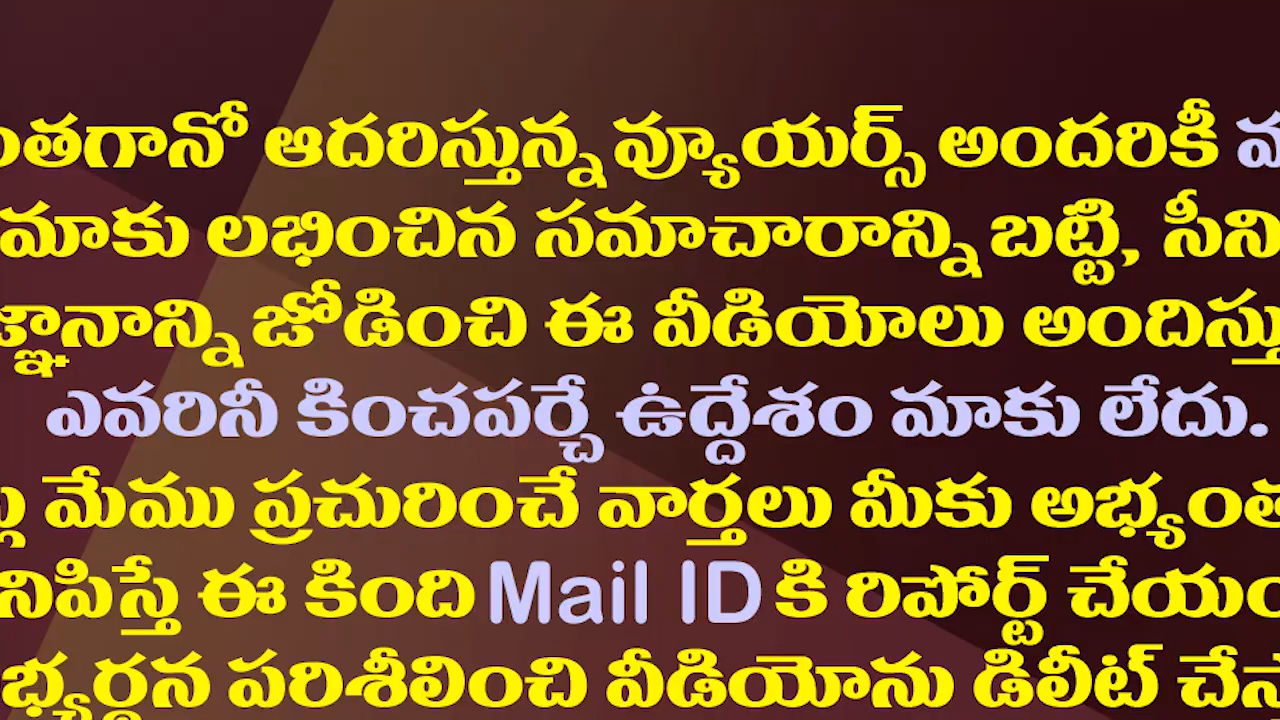 ంతగానో ఆదరిస్తున్న వ్యూయర్స్ అందరికీ
మాకు లభించిన సమాచారాన్ని బట్టి, సీని
జ్ఞానాన్ని జోడించి ఈ వీడియోలు అందిస్తు
ఎవరినీ కించపర్చే ఉద్దేశం మాకు లేదు.
మేము ప్రచురించే వార్తలు మీకు అభ్యంత
నిపిస్తే ఈ కింది Mail ID కి రిపోర్ట్ చేయం
భ్యర్ధన పరిశీలించి వీడియోను డిలీట్ చేస